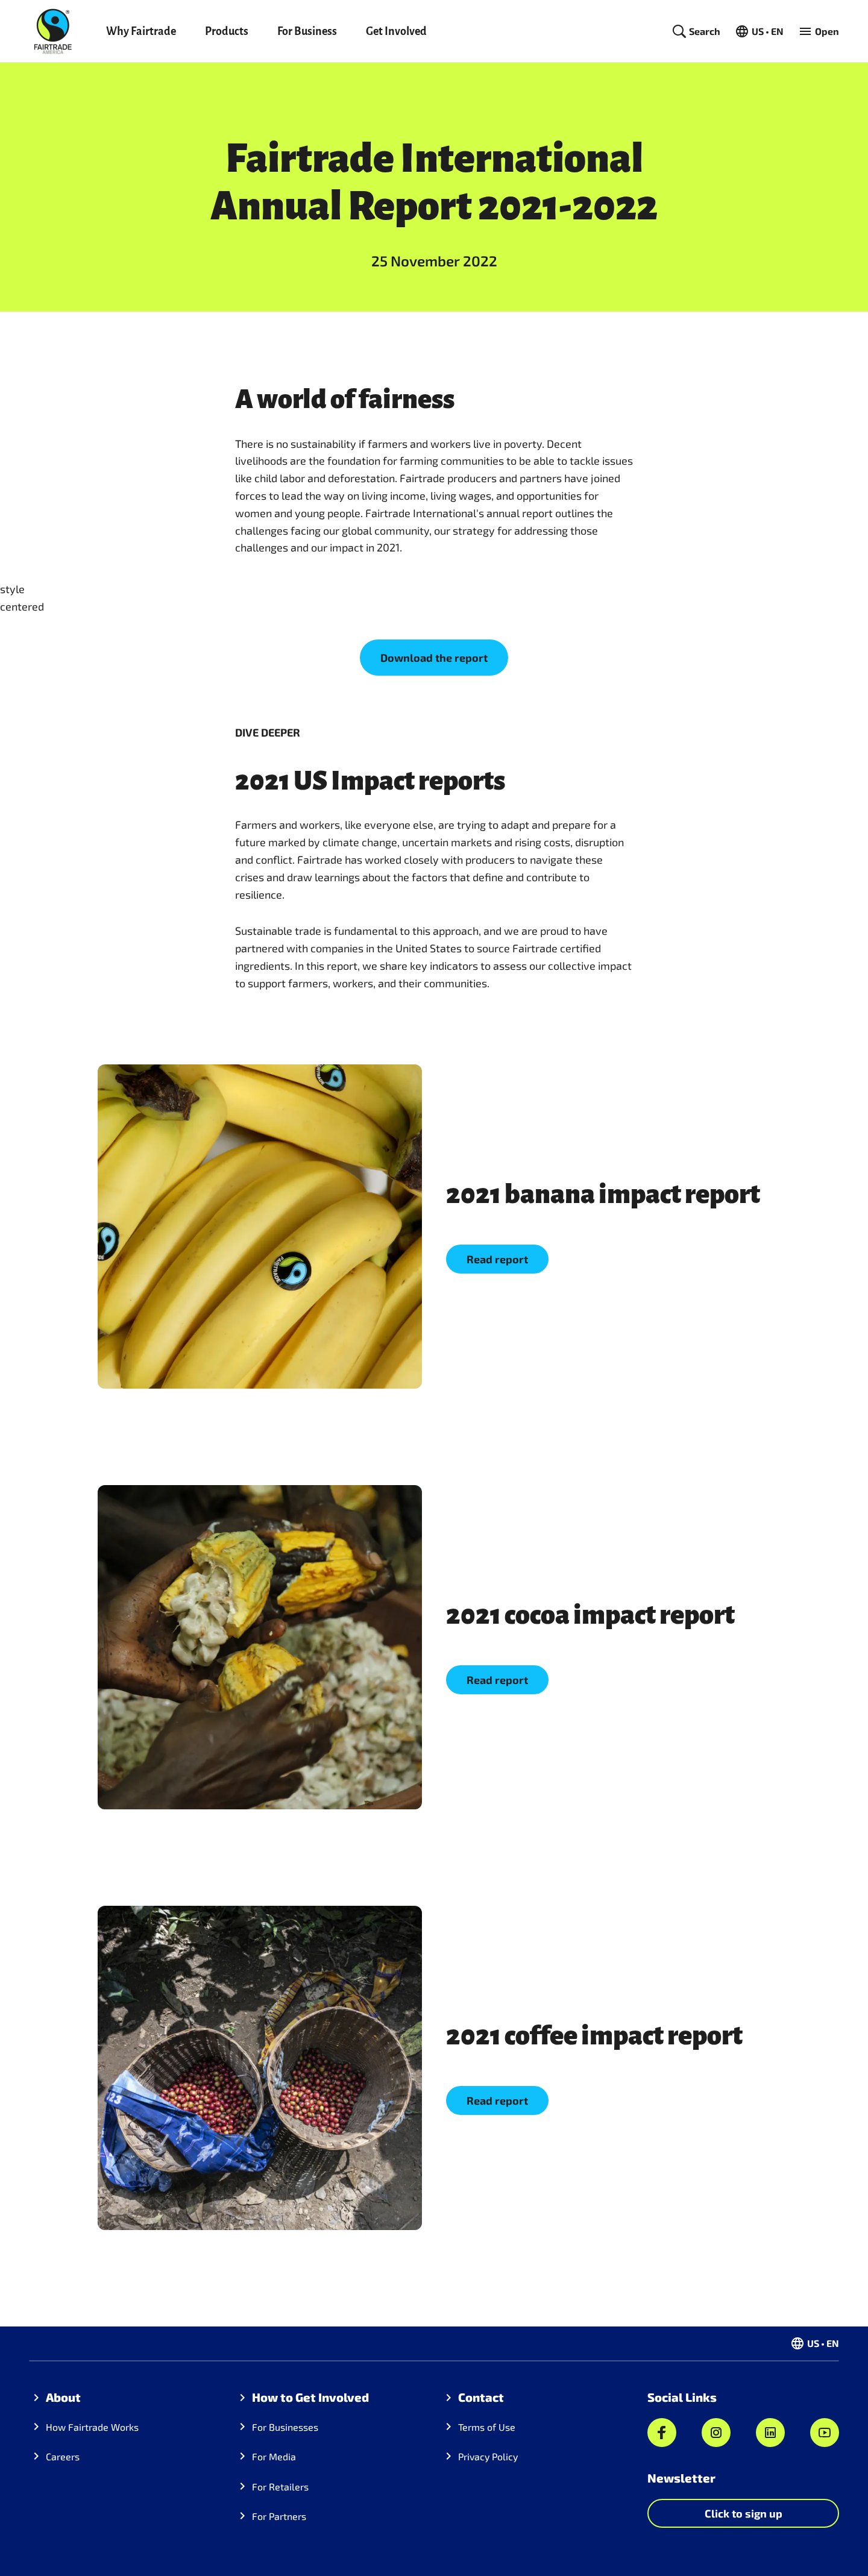 FAIRTRADE
AMERICA
Why Fairtrade
Products
For Business
Get Involved
Search
US • EN
Open
Fairtrade International
Annual Report 2021-2022
25 November 2022
A world of fairness
There is no sustainability if farmers and workers live in poverty. Decent
livelihoods are the foundation for farming communities to be able to tackle issues
like child labor and deforestation. Fairtrade producers and partners have joined
forces to lead the way on living income, living wages, and opportunities for
women and young people. Fairtrade International's annual report outlines the
challenges facing our global community, our strategy for addressing those
challenges and our impact in 2021.
style
centered
Download the report
DIVE DEEPER
2021 US Impact reports
Farmers and workers, like everyone else, are trying to adapt and prepare for a
future marked by climate change, uncertain markets and rising costs, disruption
and conflict. Fairtrade has worked closely with producers to navigate these
crises and draw learnings about the factors that define and contribute to
resilience.
Sustainable trade is fundamental to this approach, and we are proud to have
partnered with companies in the United States to source Fairtrade certified
ingredients. In this report, we share key indicators to assess our collective impact
to support farmers, workers, and their communities.
2021 banana impact report
Read report
2021 cocoa impact report
Read report
2021 coffee impact report
Read report
US • EN
About
How Fairtrade Works
Careers
How to Get Involved
For Businesses
For Media
For Retailers
For Partners
Contact
Terms of Use
Privacy Policy
Social Links
Newsletter
Click to sign up